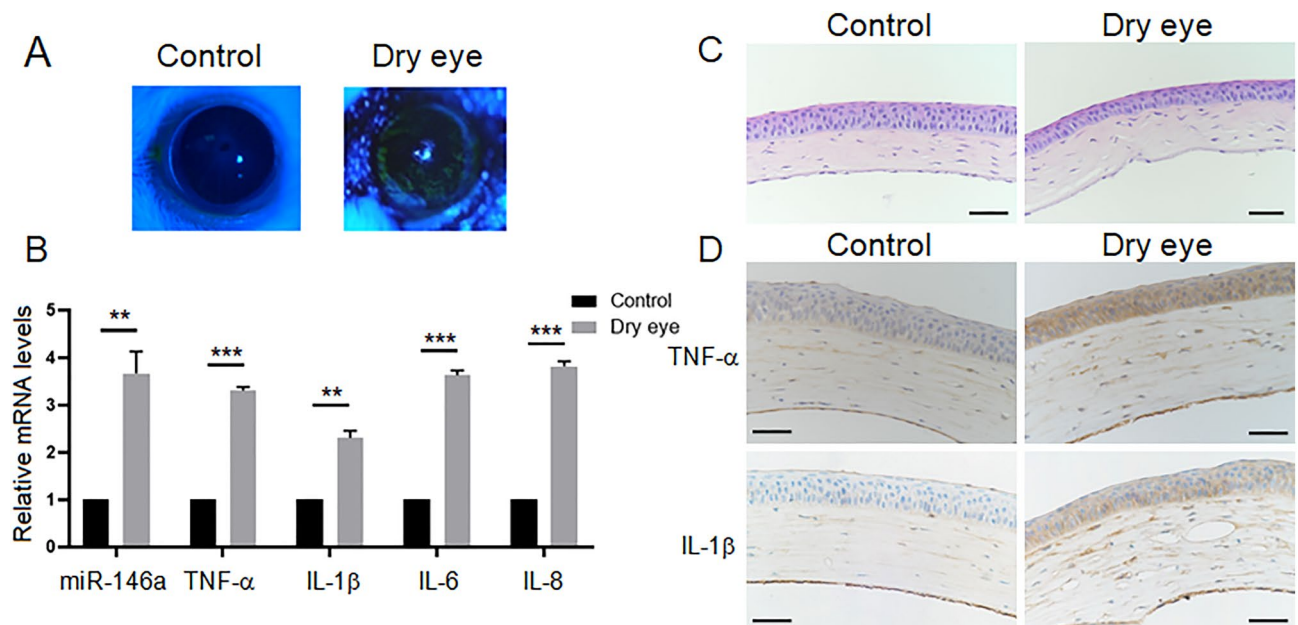 A
Control
Dry eye
B
Relative mRNA levels
5
4
3
2
1
0
Control
Dry eye
**
***
**
***
***
miR-146a
TNF-α
IL-1β
IL-6
IL-8
C
Control
Dry eye
D
Control
Dry eye
TNF-α
IL-1β